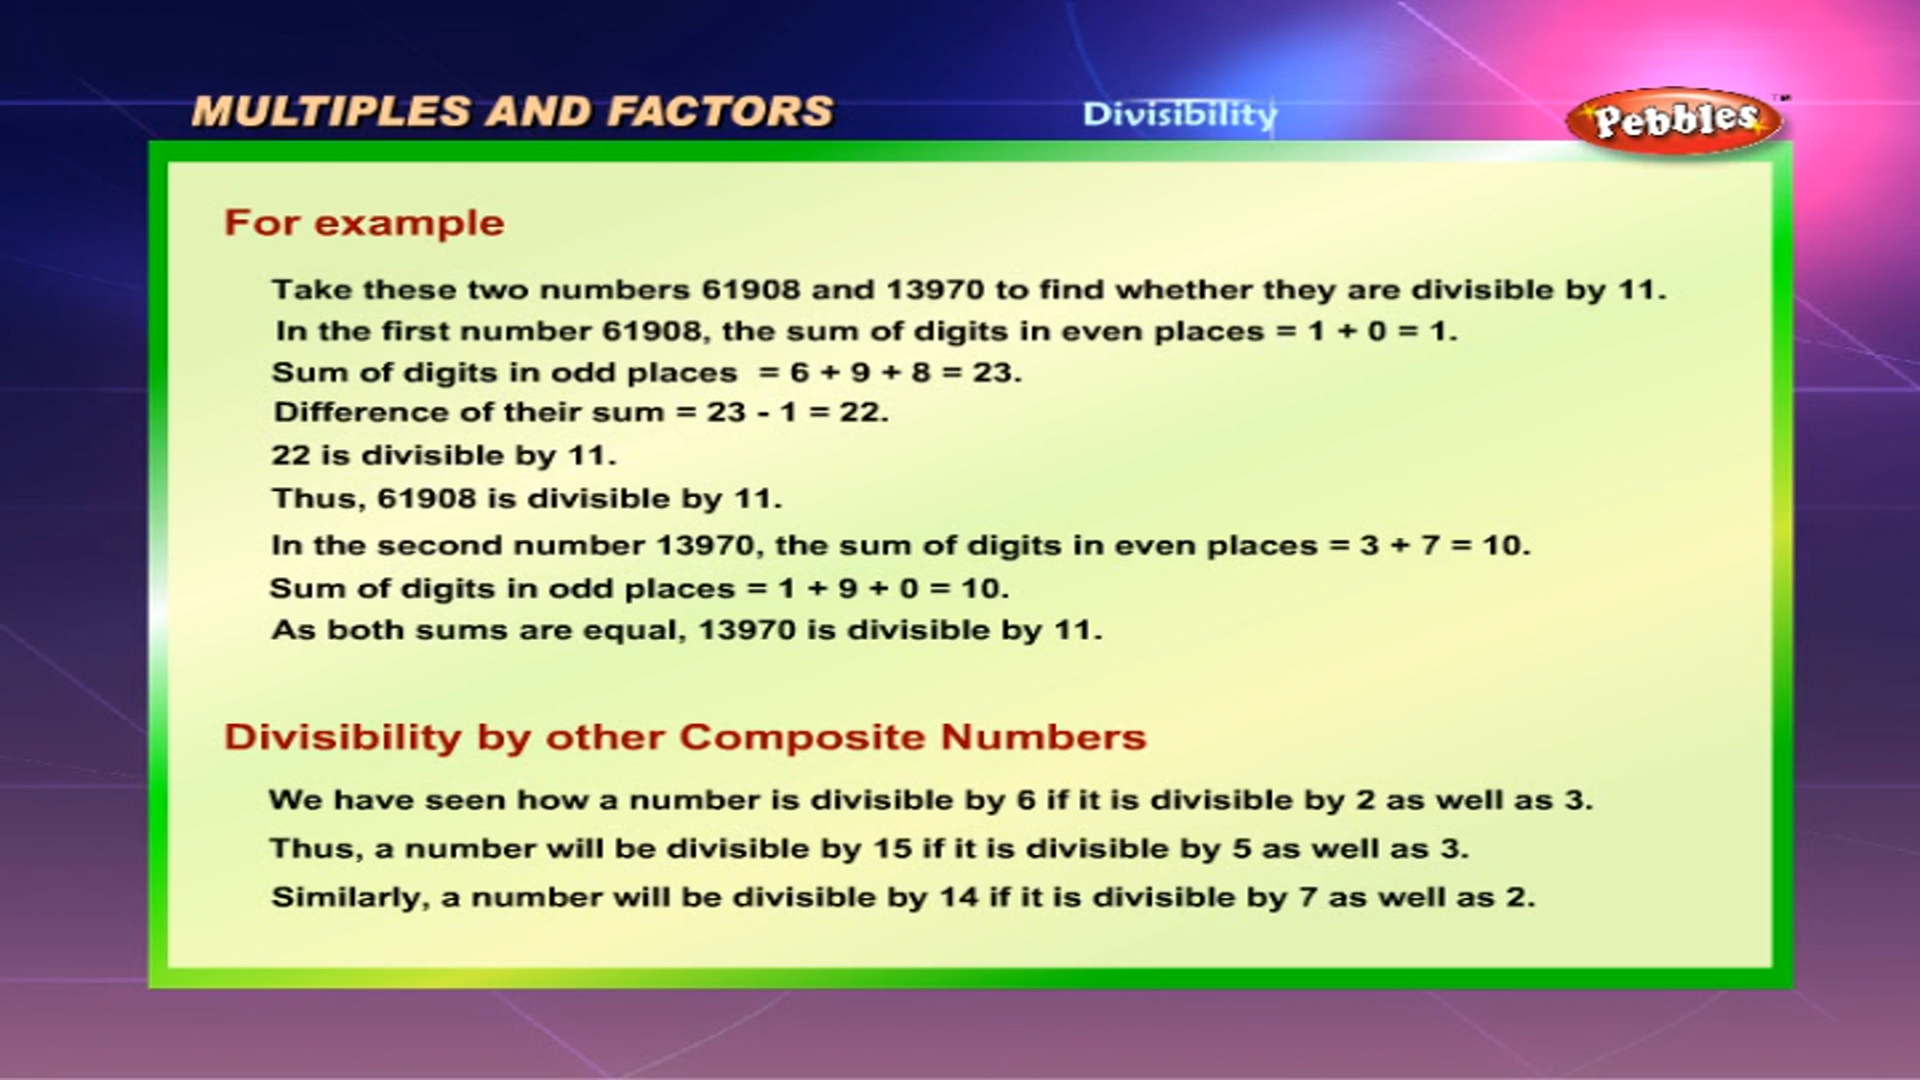 MULTIPLES AND FACTORS
Divisibility
Pebbles™
For example
Take these two numbers 61908 and 13970 to find whether they are divisible by 11.
In the first number 61908, the sum of digits in even places = 1 + 0 = 1.
Sum of digits in odd places = 6 + 9 + 8 = 23.
Difference of their sum = 23 - 1 = 22.
22 is divisible by 11.
Thus, 61908 is divisible by 11.
In the second number 13970, the sum of digits in even places = 3 + 7 = 10.
Sum of digits in odd places = 1 + 9 + 0 = 10.
As both sums are equal, 13970 is divisible by 11.
Divisibility by other Composite Numbers
We have seen how a number is divisible by 6 if it is divisible by 2 as well as 3.
Thus, a number will be divisible by 15 if it is divisible by 5 as well as 3.
Similarly, a number will be divisible by 14 if it is divisible by 7 as well as 2.